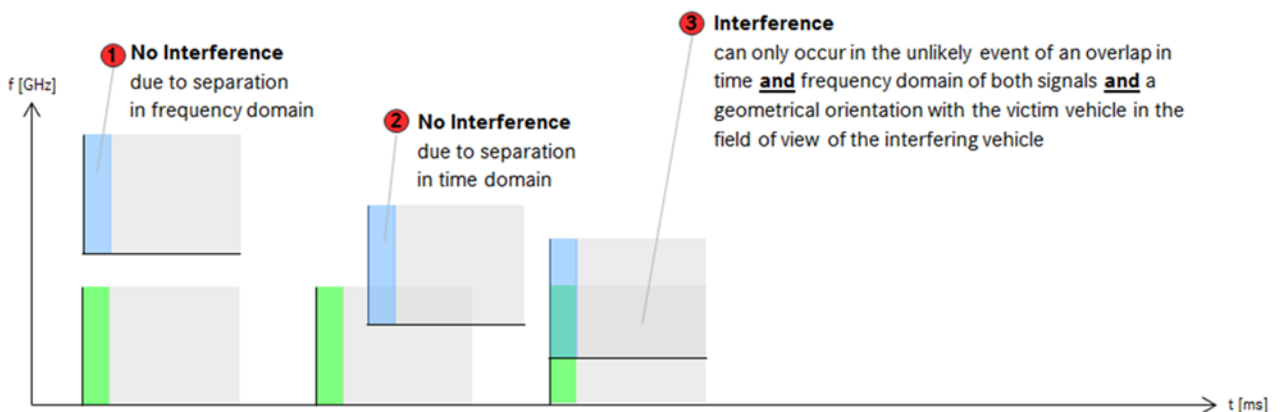 f [GHz]
1 No Interference
due to separation
in frequency domain
2 No Interference
due to separation
in time domain
3 Interference
can only occur in the unlikely event of an overlap in
time and frequency domain of both signals and a
geometrical orientation with the victim vehicle in the
field of view of the interfering vehicle
t [ms]